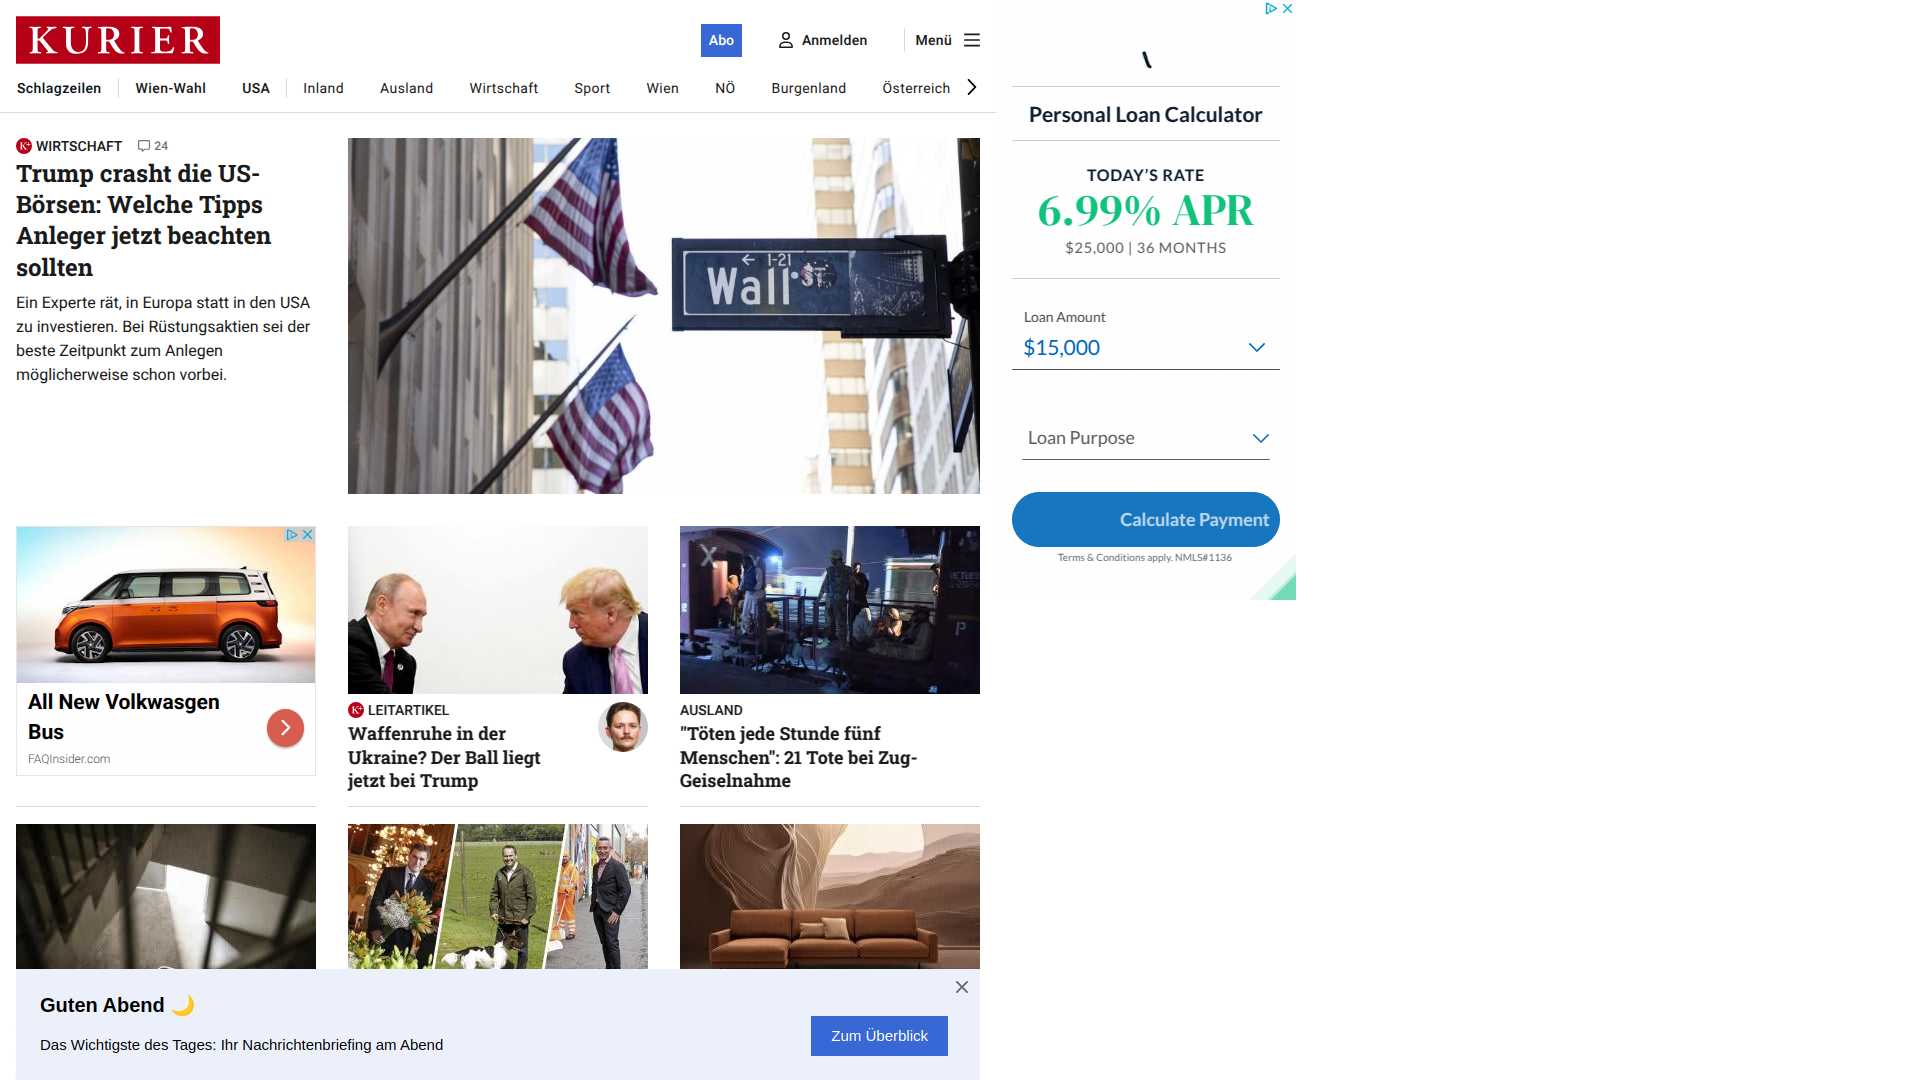 KURIER
Abo
Anmelden
Menü
Schlagzeilen
Wien-Wahl
USA
Inland
Ausland
Wirtschaft
Sport
Wien
NÖ
Burgenland
Österreich
K+ WIRTSCHAFT 24
Trump crasht die US-
Börsen: Welche Tipps
Anleger jetzt beachten
sollten
Ein Experte rät, in Europa statt in den USA
zu investieren. Bei Rüstungsaktien sei der
beste Zeitpunkt zum Anlegen
möglicherweise schon vorbei.
← 1-21
Wall ST
All New Volkwasgen
Bus
FAQInsider.com
K+ LEITARTIKEL
Waffenruhe in der
Ukraine? Der Ball liegt
jetzt bei Trump
X
P
AUSLAND
"Töten jede Stunde fünf
Menschen": 21 Tote bei Zug-
Geiselnahme
Guten Abend 🌙
Das Wichtigste des Tages: Ihr Nachrichtenbriefing am Abend
Zum Überblick
Personal Loan Calculator
TODAY'S RATE
6.99% APR
$25,000 | 36 MONTHS
Loan Amount
$15,000
Loan Purpose
Calculate Payment
Terms & Conditions apply. NMLS#1136